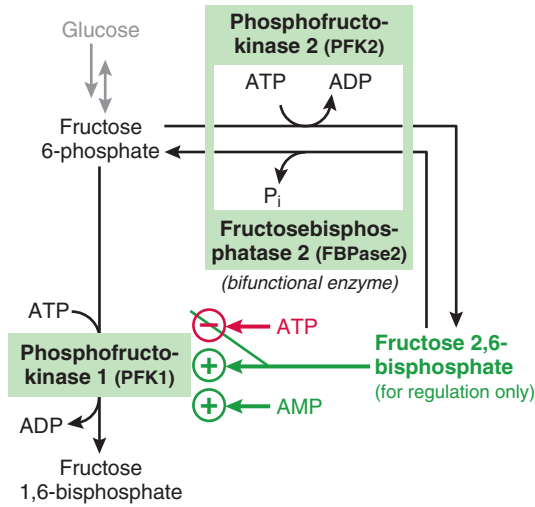 Glucose
Phosphofructo-
kinase 2 (PFK2)
ATP ADP
Fructose
6-phosphate
Pi
Fructosebisphos-
phatase 2 (FBPase2)
(bifunctional enzyme)
ATP
− ATP
Phosphofructo-
kinase 1 (PFK1)
+
Fructose 2,6-
bisphosphate
(for regulation only)
+ AMP
ADP
Fructose
1,6-bisphosphate